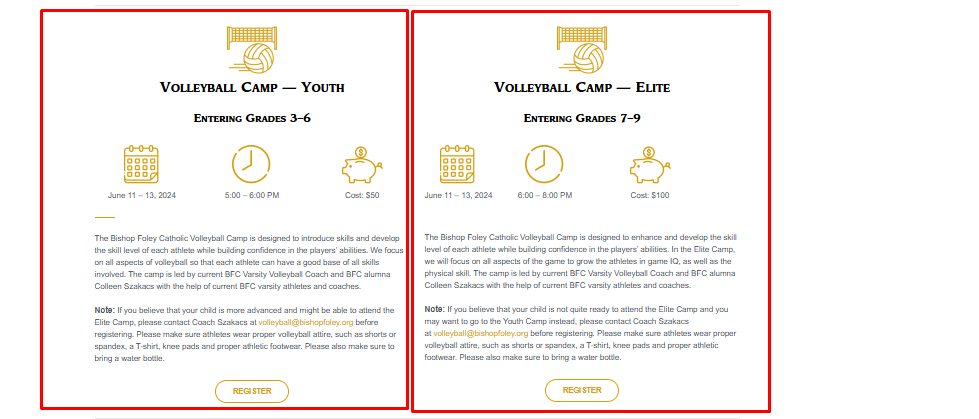 Volleyball Camp — Youth
Entering Grades 3–6
June 11 – 13, 2024
5:00 – 6:00 PM
Cost: $50
The Bishop Foley Catholic Volleyball Camp is designed to introduce skills and develop
the skill level of each athlete while building confidence in the players' abilities. We focus
on all aspects of volleyball so that each athlete can have a good base of all skills
involved. The camp is led by current BFC Varsity Volleyball Coach and BFC alumna
Colleen Szakacs with the help of current BFC varsity athletes and coaches.
Note: If you believe that your child is more advanced and might be able to attend the
Elite Camp, please contact Coach Szakacs at volleyball@bishopfoley.org before
registering. Please make sure athletes wear proper volleyball attire, such as shorts or
spandex, a T-shirt, knee pads and proper athletic footwear. Please also make sure to
bring a water bottle.
REGISTER
Volleyball Camp — Elite
Entering Grades 7–9
June 11 – 13, 2024
6:00 – 8:00 PM
Cost: $100
The Bishop Foley Catholic Volleyball Camp is designed to enhance and develop the skill
level of each athlete while building confidence in the players' abilities. In the Elite Camp,
we will focus on all aspects of the game to grow the athletes in game IQ, as well as the
physical skill. The camp is led by current BFC Varsity Volleyball Coach and BFC alumna
Colleen Szakacs with the help of current BFC varsity athletes and coaches.
Note: If you believe that your child is not quite ready to attend the Elite Camp and you
may want to go to the Youth Camp instead, please contact Coach Szakacs
at volleyball@bishopfoley.org before registering. Please make sure athletes wear proper
volleyball attire, such as shorts or spandex, a T-shirt, knee pads and proper athletic
footwear. Please also make sure to bring a water bottle.
REGISTER